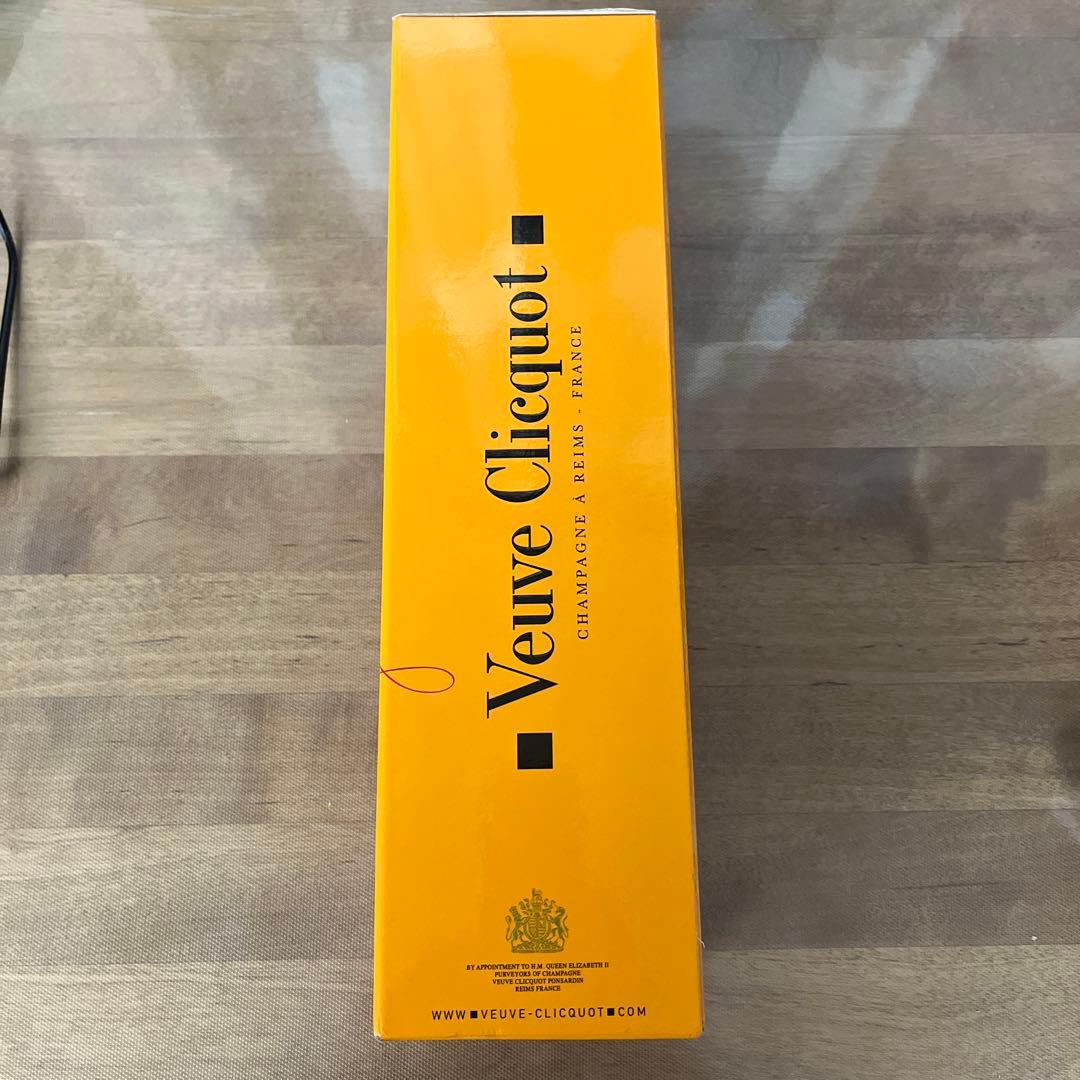 Veuve Clicquot
CHAMPAGNE À REIMS - FRANCE
BY APPOINTMENT TO H.M. QUEEN ELIZABETH II
PURVEYORS OF CHAMPAGNE
VEUVE CLICQUOT PONSARDIN
REIMS FRANCE
WWW■VEUVE-CLICQUOT■COM